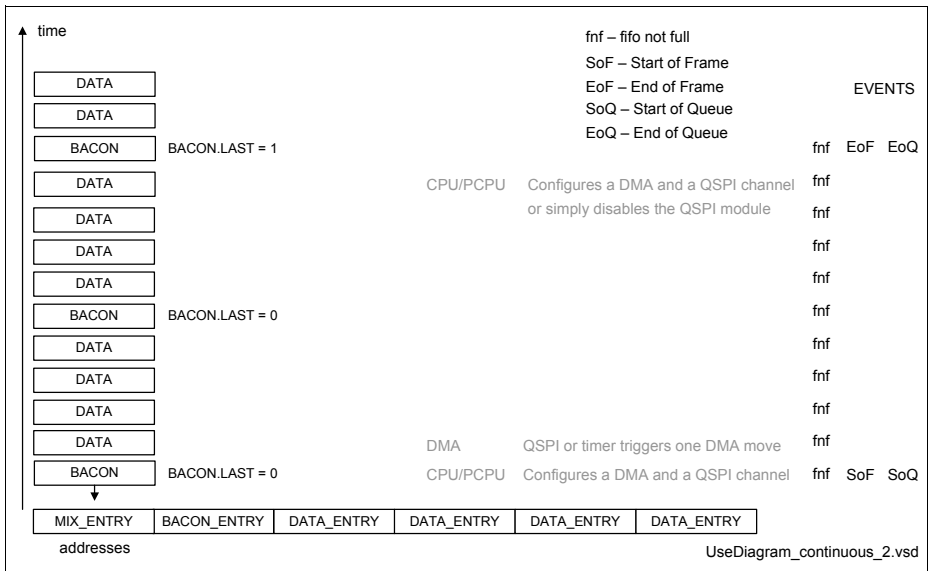 time
fnf – fifo not full
SoF – Start of Frame
DATA EoF – End of Frame EVENTS
DATA SoQ – Start of Queue
EoQ – End of Queue
BACON BACON.LAST = 1 fnf EoF EoQ
DATA CPU/PCPU Configures a DMA and a QSPI channel fnf
or simply disables the QSPI module
DATA fnf
DATA fnf
DATA fnf
BACON BACON.LAST = 0 fnf
DATA fnf
DATA fnf
DATA fnf
DATA DMA QSPI or timer triggers one DMA move fnf
BACON BACON.LAST = 0 CPU/PCPU Configures a DMA and a QSPI channel fnf SoF SoQ
MIX_ENTRY BACON_ENTRY DATA_ENTRY DATA_ENTRY DATA_ENTRY DATA_ENTRY
addresses
UseDiagram_continuous_2.vsd